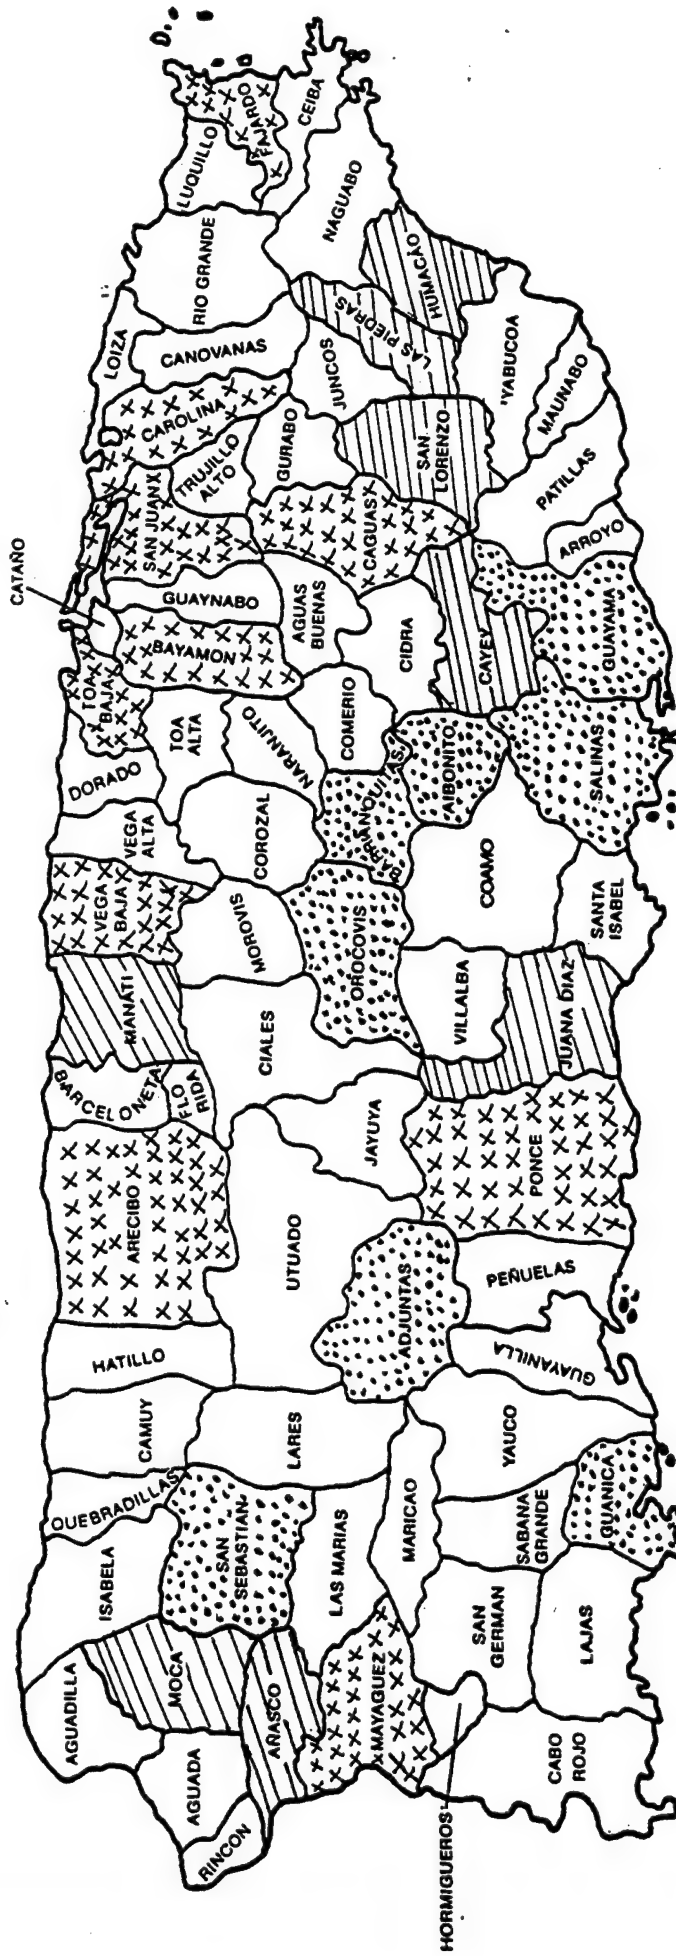 AGUADILLA
AGUADA
RINCON
ISABELA
MOCA
AÑASCO
QUEBRADILLAS
SAN
SEBASTIAN
LAS MARIAS
MAYAGUEZ
HORMIGUEROS
CABO
ROJO
SAN
GERMAN
LAJAS
MARICAO
SABANA
GRANDE
GUANICA
CAMUY
LARES
YAUCO
HATILLO
GUAYANILLA
ARECIBO
UTUADO
ADJUNTAS
PEÑUELAS
BARCELONETA
FLO
RIDA
JAYUYA
PONCE
MANATI
CIALES
VILLALBA
JUANA DIAZ
VEGA
BAJA
MOROVIS
OROCOVIS
COAMO
SANTA
ISABEL
VEGA
ALTA
COROZAL
BARRANQUITAS
AIBONITO
SALINAS
DORADO
TOA
BAJA
TOA
ALTA
NARANJITO
COMERIO
CATAÑO
BAYAMON
GUAYNABO
AGUAS
BUENAS
CIDRA
CAYEY
GUAYAMA
SAN JUAN
TRUJILLO
ALTO
CAGUAS
CAROLINA
GURABO
SAN
LORENZO
ARROYO
PATILLAS
LOIZA
CANOVANAS
JUNCOS
LAS PIEDRAS
YABUCOA
MAUNABO
RIO GRANDE
HUMACAO
LUQUILLO
FAJARDO
CEIBA
NAGUABO